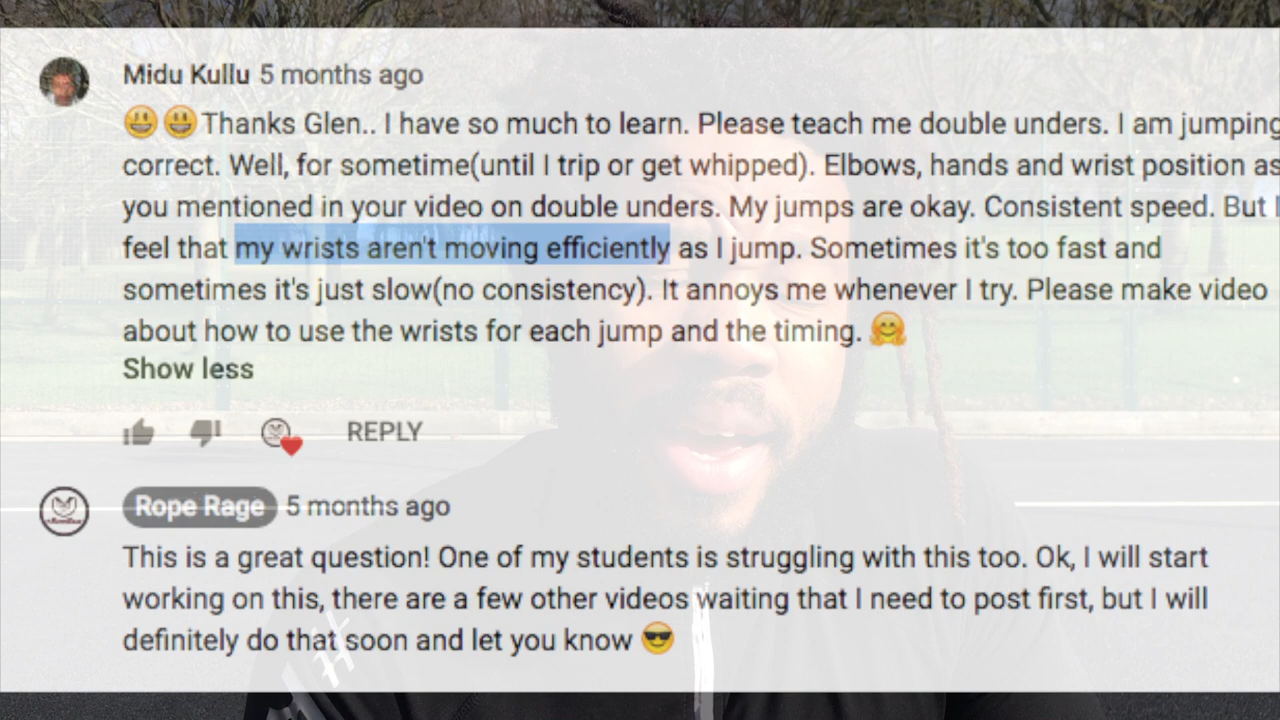 Midu Kullu 5 months ago
😃😃Thanks Glen.. I have so much to learn. Please teach me double unders. I am jumping
correct. Well, for sometime(until I trip or get whipped). Elbows, hands and wrist position as
you mentioned in your video on double unders. My jumps are okay. Consistent speed. But I
feel that my wrists aren't moving efficiently as I jump. Sometimes it's too fast and
sometimes it's just slow(no consistency). It annoys me whenever I try. Please make video
about how to use the wrists for each jump and the timing. 🤗
Show less
REPLY
Rope Rage 5 months ago
This is a great question! One of my students is struggling with this too. Ok, I will start
working on this, there are a few other videos waiting that I need to post first, but I will
definitely do that soon and let you know 😎